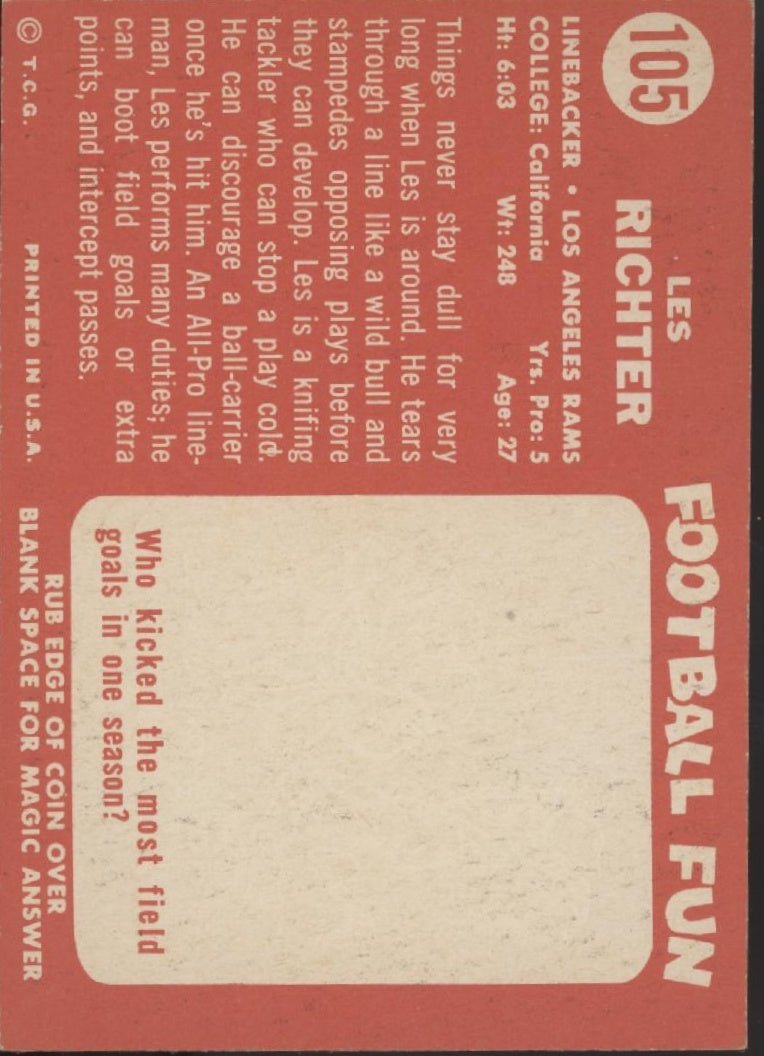 105
LES
RICHTER
LINEBACKER • LOS ANGELES RAMS
COLLEGE: California Yrs. Pro: 5
Ht: 6:03 Wt: 248 Age: 27
Things never stay dull for very
long when Les is around. He tears
through a line like a wild bull and
stampedes opposing plays before
they can develop. Les is a knifing
tackler who can stop a play cold.
He can discourage a ball-carrier
once he's hit him. An All-Pro line-
man, Les performs many duties; he
can boot field goals or extra
points, and intercept passes.
© T.C.G. PRINTED IN U.S.A.
FOOTBALL FUN
Who kicked the most field
goals in one season?
RUB EDGE OF COIN OVER
BLANK SPACE FOR MAGIC ANSWER